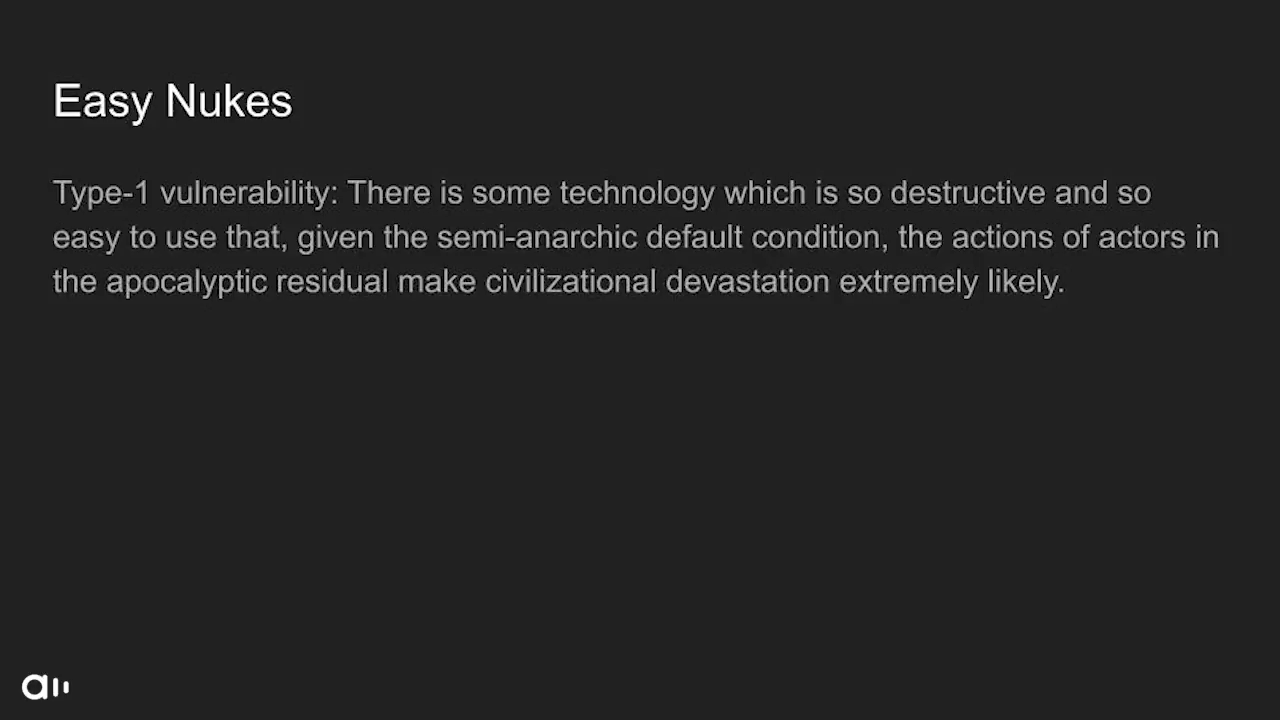 Easy Nukes
Type-1 vulnerability: There is some technology which is so destructive and so
easy to use that, given the semi-anarchic default condition, the actions of actors in
the apocalyptic residual make civilizational devastation extremely likely.
a